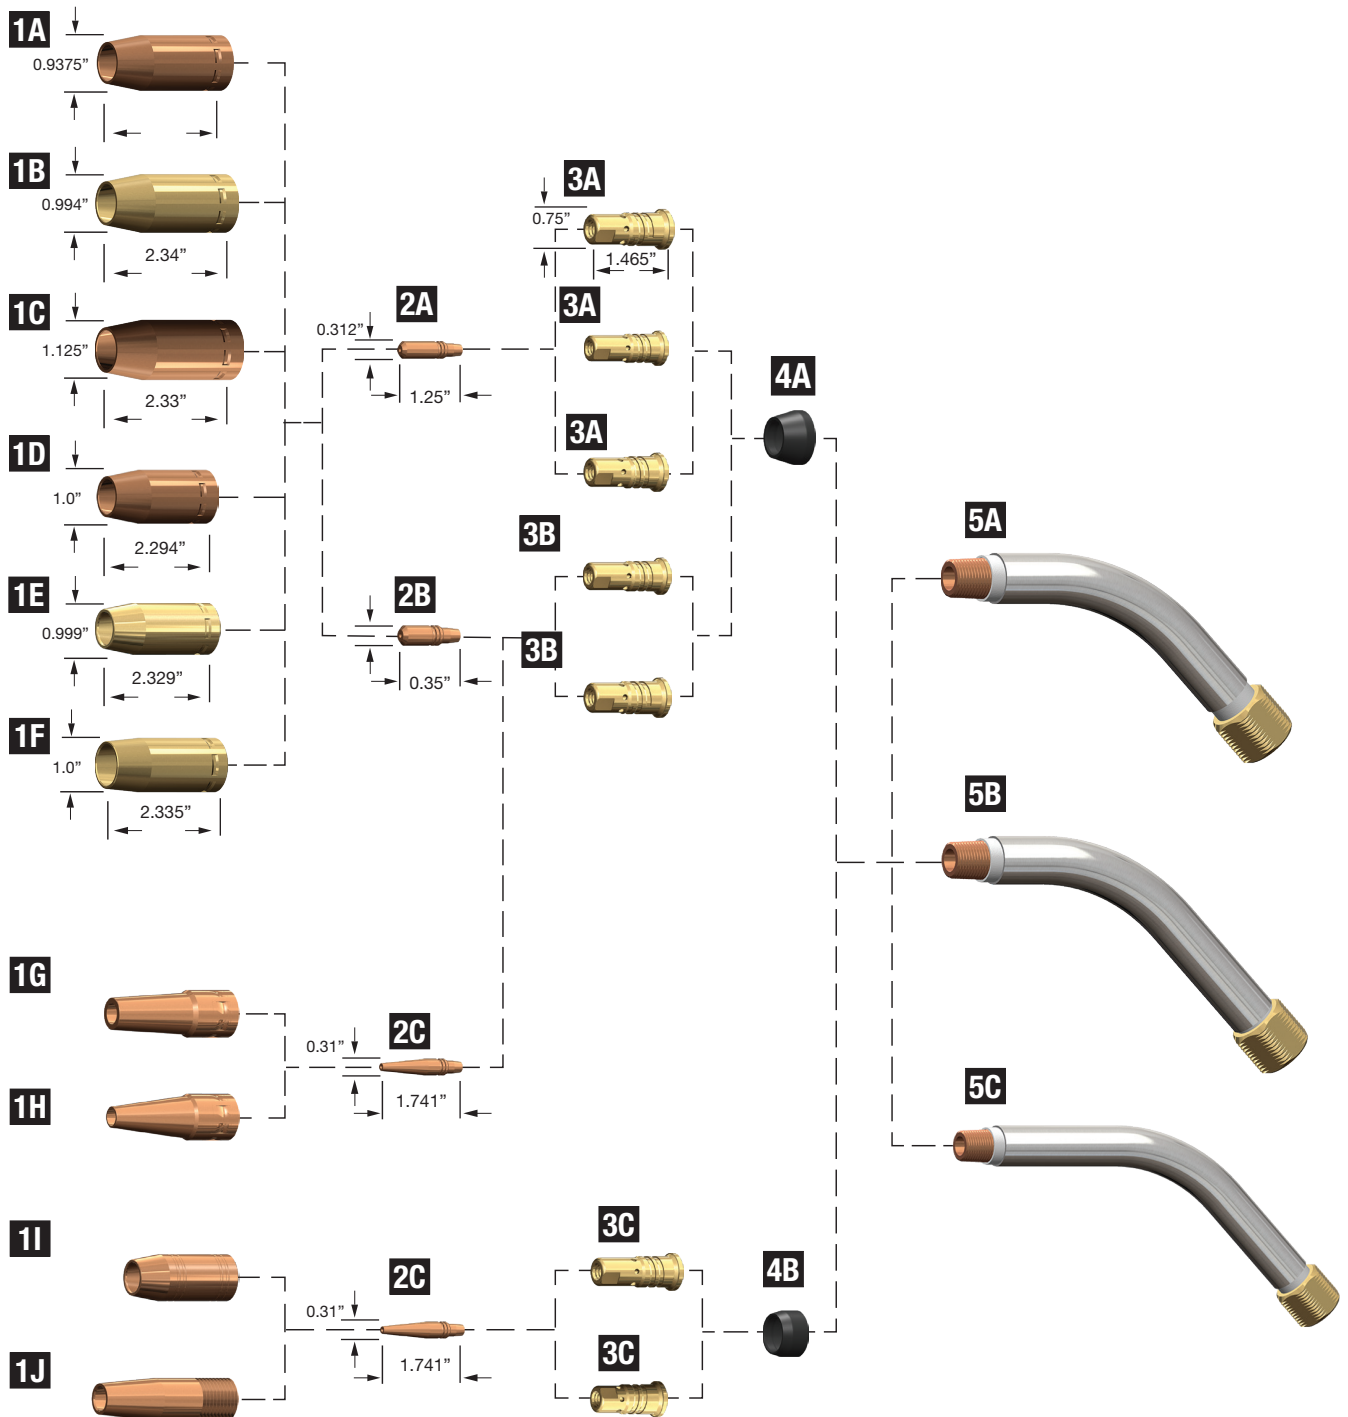 1A
0.9375”
1B
0.994”
2.34”
1C
1.125”
2.33”
1D
1.0”
2.294”
1E
0.999”
2.329”
1F
1.0”
2.335”
1G
1H
1I
1J
2A
0.312”
1.25”
2B
0.35”
2C
0.31”
1.741”
2C
0.31”
1.741”
3A
0.75”
1.465”
3A
3A
3B
3B
3C
3C
4A
4B
5A
5B
5C